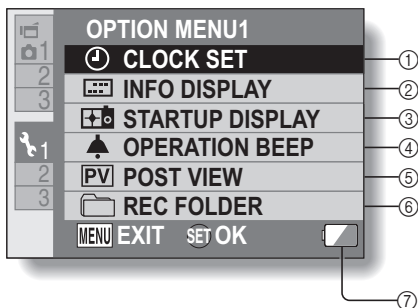 OPTION MENU1
1
2
3
1
2
3
CLOCK SET ①
INFO DISPLAY ②
STARTUP DISPLAY ③
OPERATION BEEP ④
PV POST VIEW ⑤
REC FOLDER ⑥
MENU EXIT SET OK
⑦